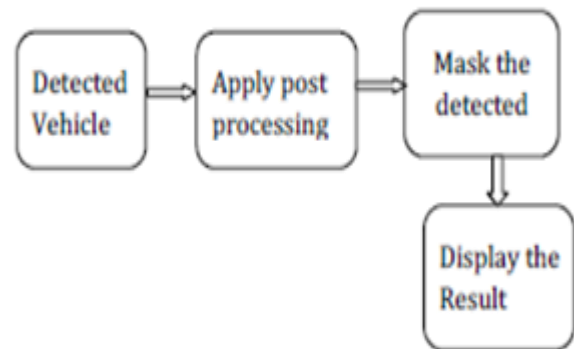 Detected
Vehicle
Apply post
processing
Mask the
detected
Display the
Result